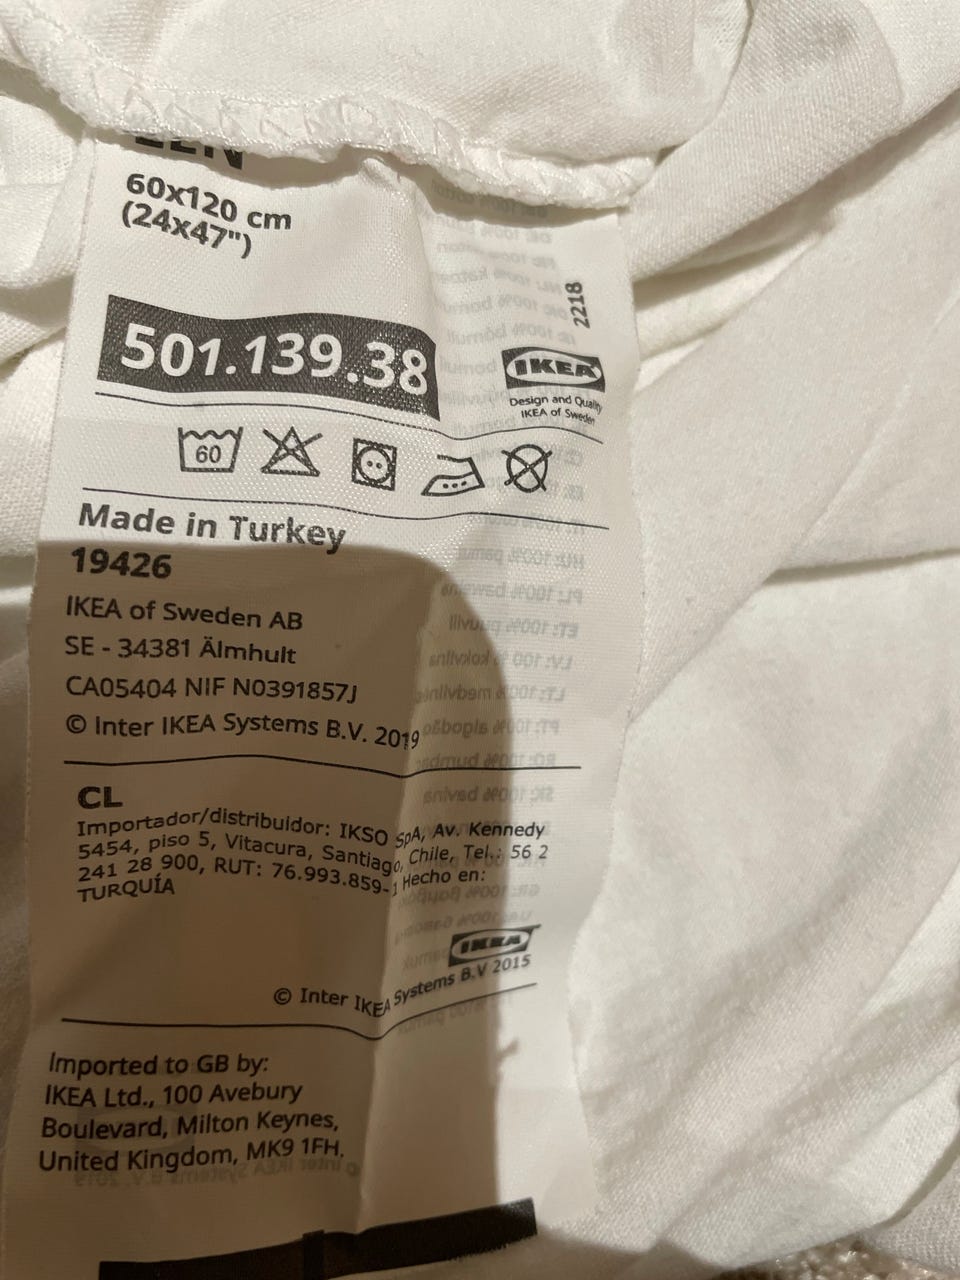 60x120 cm
(24x47")
2218
501.139.38
IKEA
Design and Quality
IKEA of Sweden
60
Made in Turkey
19426
IKEA of Sweden AB
SE - 34381 Älmhult
CA05404 NIF N0391857J
© Inter IKEA Systems B.V. 2019
CL
Importador/distribuidor: IKSO SpA, Av. Kennedy
5454, piso 5, Vitacura, Santiago, Chile, Tel.: 56 2
241 28 900, RUT: 76.993.859-1 Hecho en:
TURQUÍA
IKEA
© Inter IKEA Systems B.V 2015
Imported to GB by:
IKEA Ltd., 100 Avebury
Boulevard, Milton Keynes,
United Kingdom, MK9 1FH.